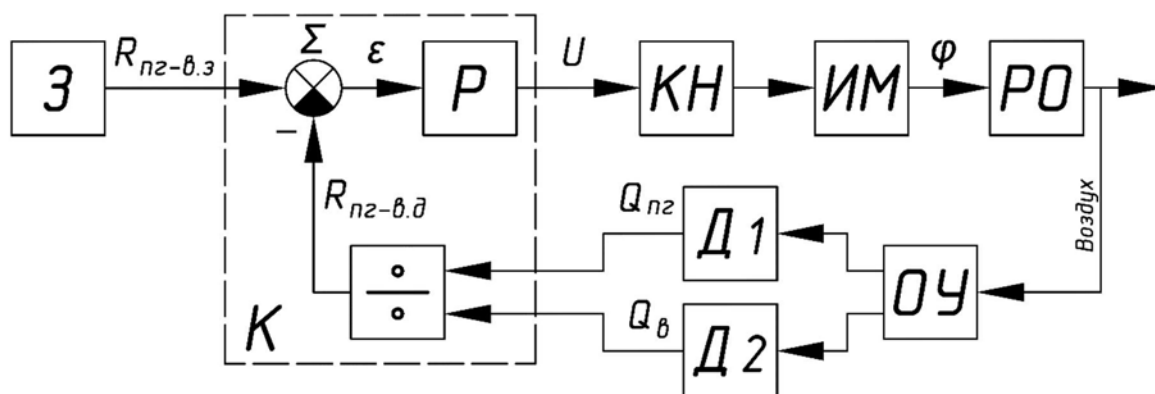 З
R пг-в.з
Σ
ε
Р
U
КН
ИМ
φ
РО
−
R пг-в.д
К
Q пг
Д 1
Q в
Д 2
ОУ
Воздух